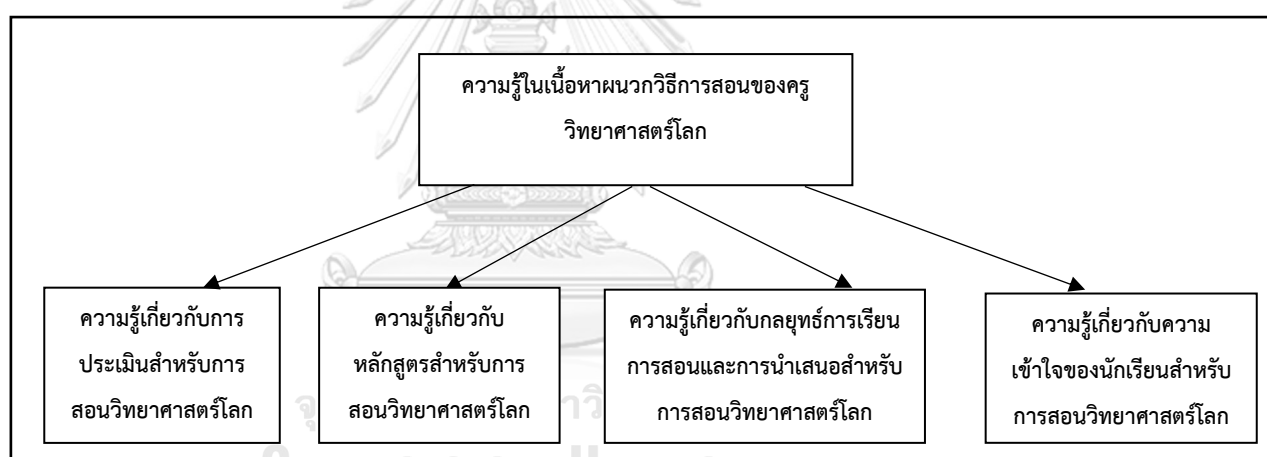 ความรู้ในเนื้อหาผนวกวิธีการสอนของครู
วิทยาศาสตร์โลก
ความรู้เกี่ยวกับการ
ประเมินสำหรับการ
สอนวิทยาศาสตร์โลก
ความรู้เกี่ยวกับ
หลักสูตรสำหรับการ
สอนวิทยาศาสตร์โลก
ความรู้เกี่ยวกับกลยุทธ์การเรียน
การสอนและการนำเสนอสำหรับ
การสอนวิทยาศาสตร์โลก
ความรู้เกี่ยวกับความ
เข้าใจของนักเรียนสำหรับ
การสอนวิทยาศาสตร์โลก